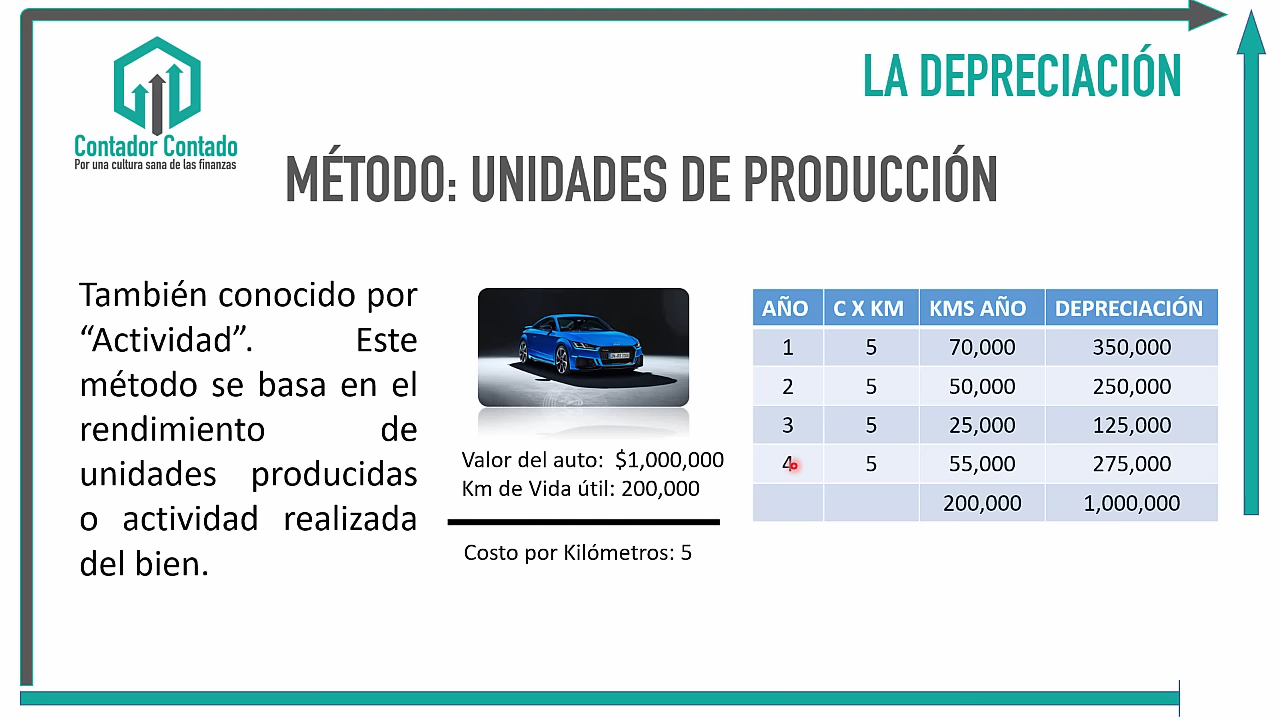 LA DEPRECIACIÓN
Contador Contado
Por una cultura sana de las finanzas
MÉTODO: UNIDADES DE PRODUCCIÓN
También conocido por
“Actividad”. Este
método se basa en el
rendimiento de
unidades producidas
o actividad realizada
del bien.
Valor del auto: $1,000,000
Km de Vida útil: 200,000
Costo por Kilómetros: 5
AÑO C X KM KMS AÑO DEPRECIACIÓN
1 5 70,000 350,000
2 5 50,000 250,000
3 5 25,000 125,000
4 5 55,000 275,000
200,000 1,000,000